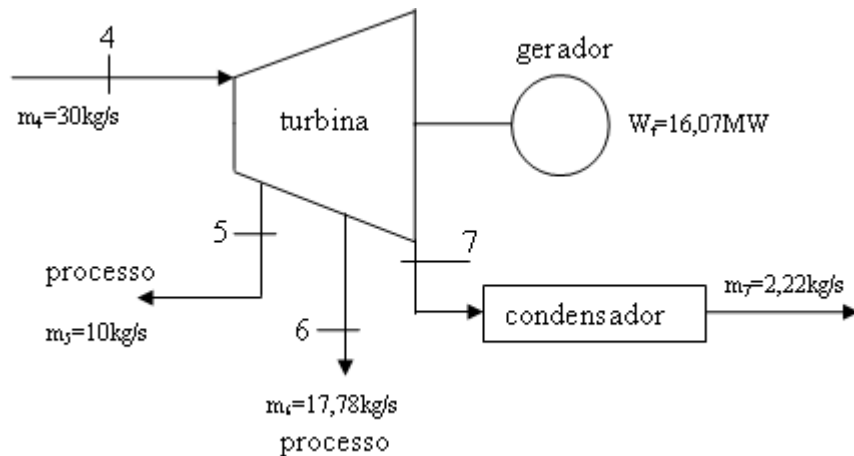 4
gerador
m₄=30kg/s
turbina
Wf=16,07MW
5
7
processo
m₇=2,22kg/s
6
condensador
m₅=10kg/s
m₆=17,78kg/s
processo